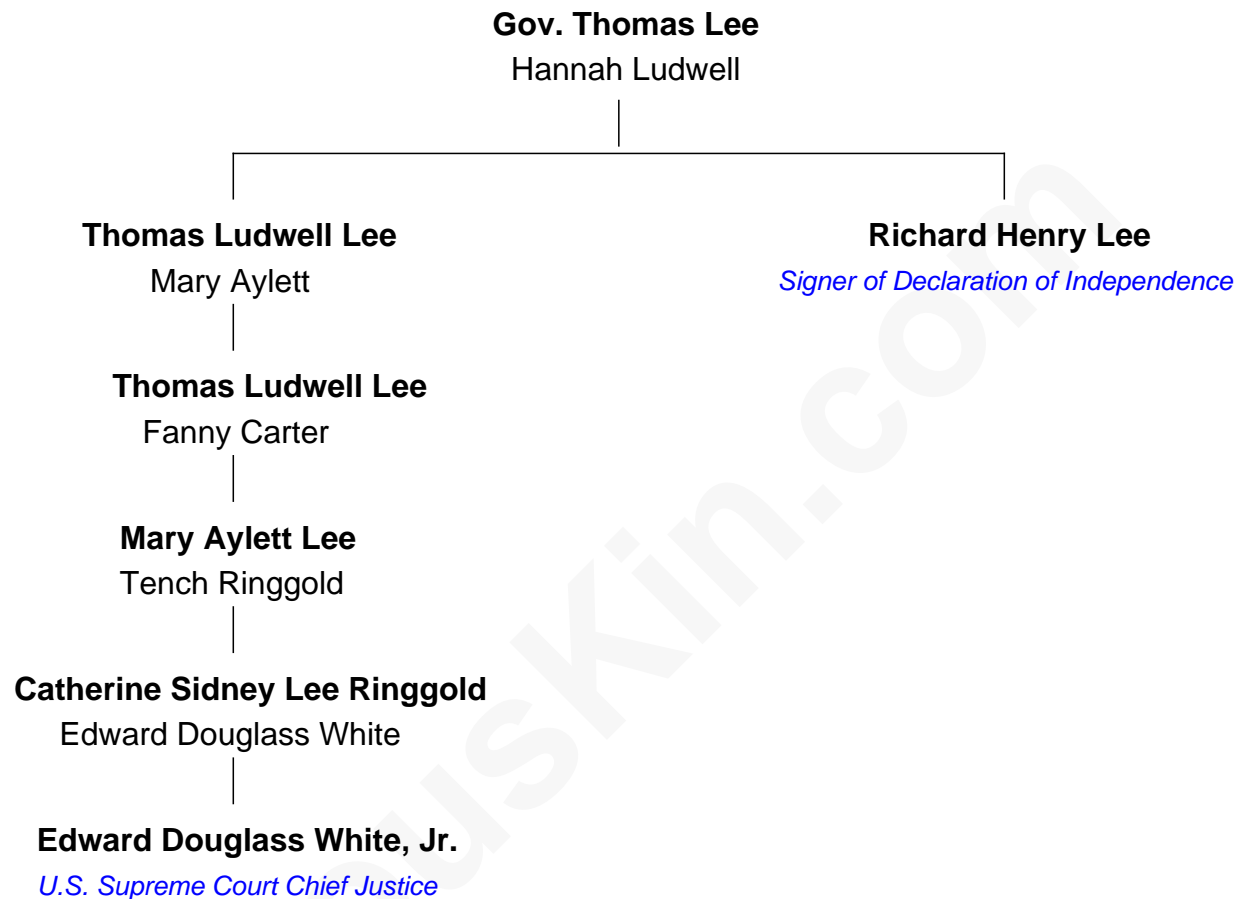 Gov. Thomas Lee
Hannah Ludwell
Thomas Ludwell Lee
Mary Aylett
Richard Henry Lee
Signer of Declaration of Independence
Thomas Ludwell Lee
Fanny Carter
Mary Aylett Lee
Tench Ringgold
Catherine Sidney Lee Ringgold
Edward Douglass White
Edward Douglass White, Jr.
U.S. Supreme Court Chief Justice
usKin.com